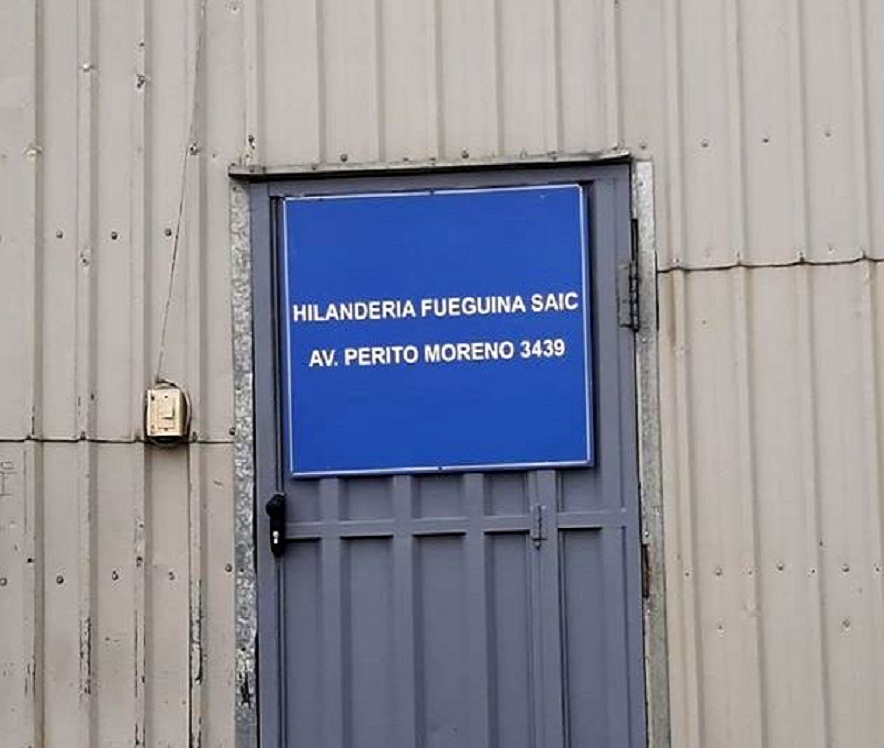 HILANDERIA FUEGUINA SAIC
AV. PERITO MORENO 3439